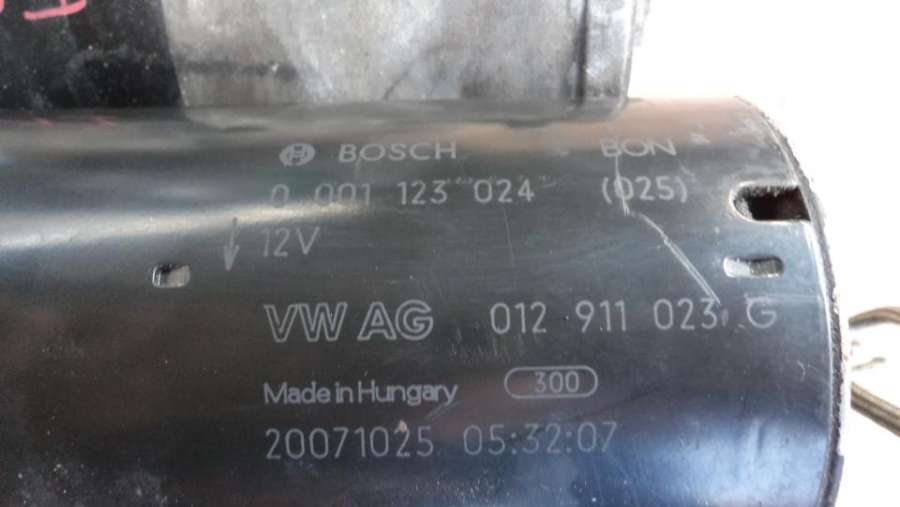 BOSCH BON
0 001 123 024 (025)
12V
VW AG 012 911 023 G
Made in Hungary 300
20071025 05:32:07